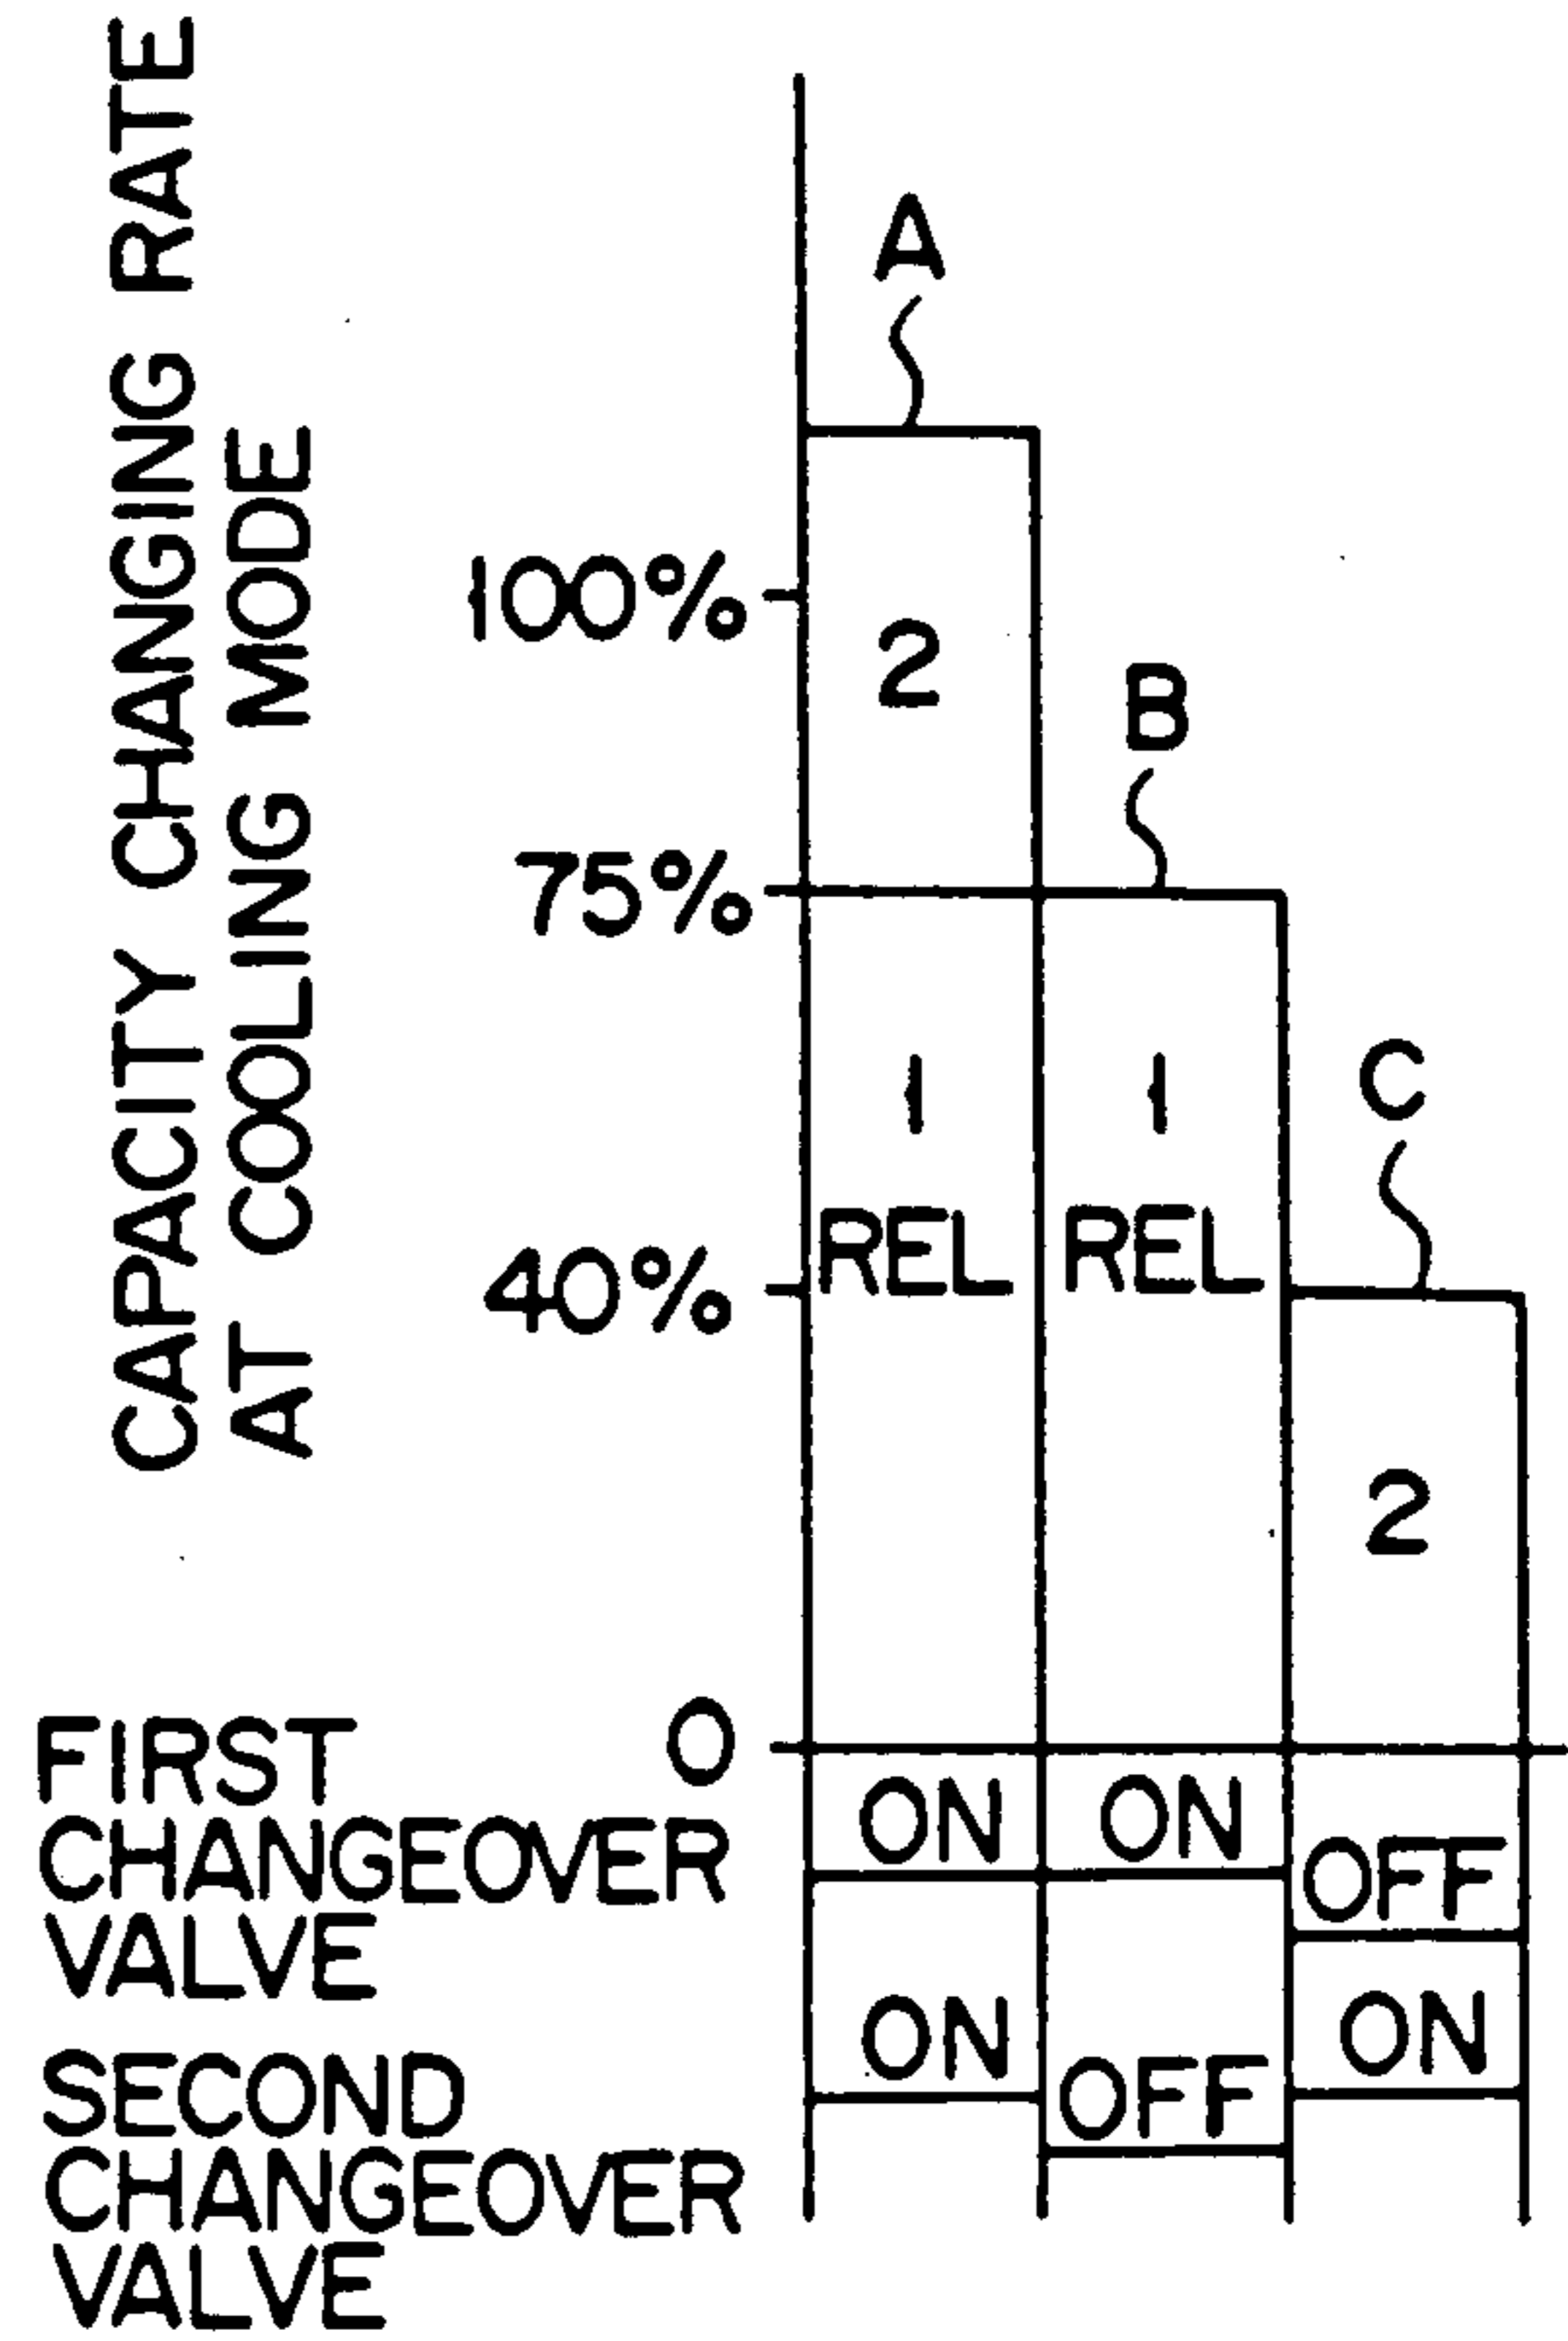 CAPACITY CHANGING RATE
AT COOLING MODE
A
100%
2
B
75%
1
1
C
REL
REL
40%
2
0
FIRST
CHANGEOVER
VALVE
ON
ON
OFF
SECOND
CHANGEOVER
VALVE
ON
OFF
ON